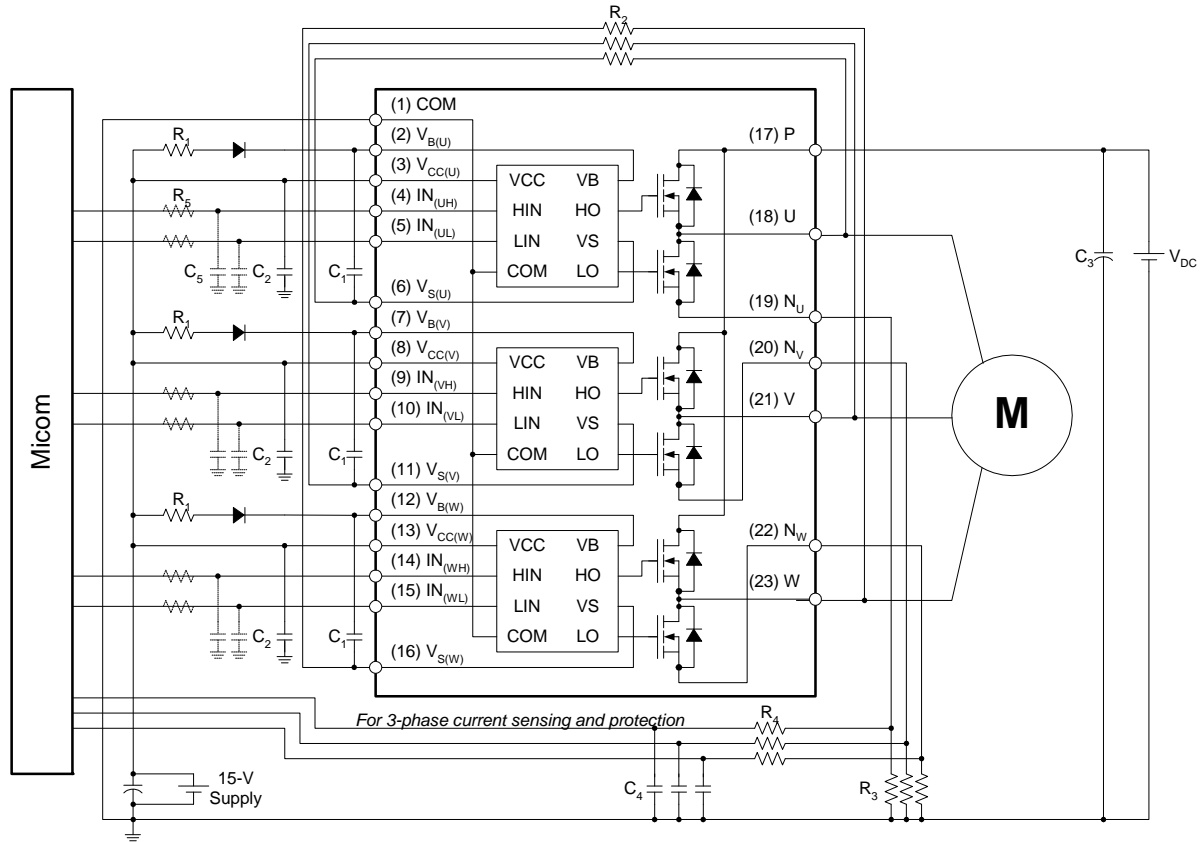 R2
(1) COM
(2) VB(U)
(3) VCC(U)
(4) IN(UH)
(5) IN(UL)
(6) VS(U)
(7) VB(V)
(8) VCC(V)
(9) IN(VH)
(10) IN(VL)
(11) VS(V)
(12) VB(W)
(13) VCC(W)
(14) IN(WH)
(15) IN(WL)
(16) VS(W)
(17) P
(18) U
(19) NU
(20) NV
(21) V
(22) NW
(23) W
VCC VB
HIN HO
LIN VS
COM LO
VCC VB
HIN HO
LIN VS
COM LO
VCC VB
HIN HO
LIN VS
COM LO
Micom
R1
R5
C5 C2 C1
R1
C2 C1
R1
C2 C1
C3 VDC
M
For 3-phase current sensing and protection
R4
15-V
Supply
C4
R3